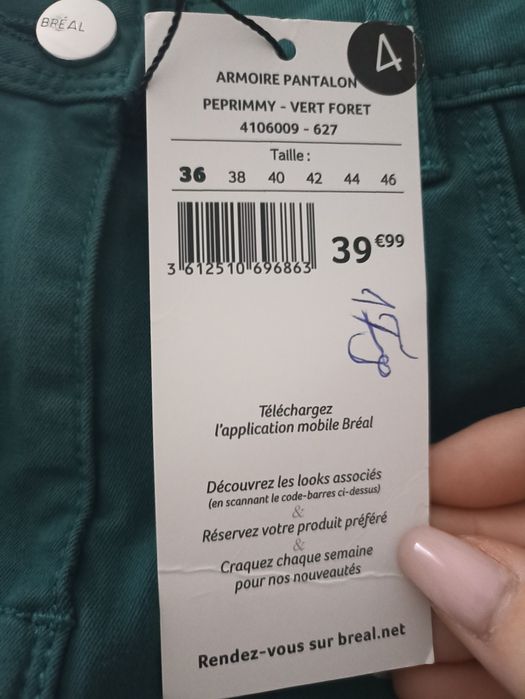 BRÉAL
4
ARMOIRE PANTALON
PEPRIMMY - VERT FORET
4106009 - 627
Taille :
36 38 40 42 44 46
39 €99
3 612510 696863
Téléchargez
l'application mobile Bréal
Découvrez les looks associés
(en scannant le code-barres ci-dessus)
&
Réservez votre produit préféré
&
Craquez chaque semaine
pour nos nouveautés
Rendez-vous sur breal.net